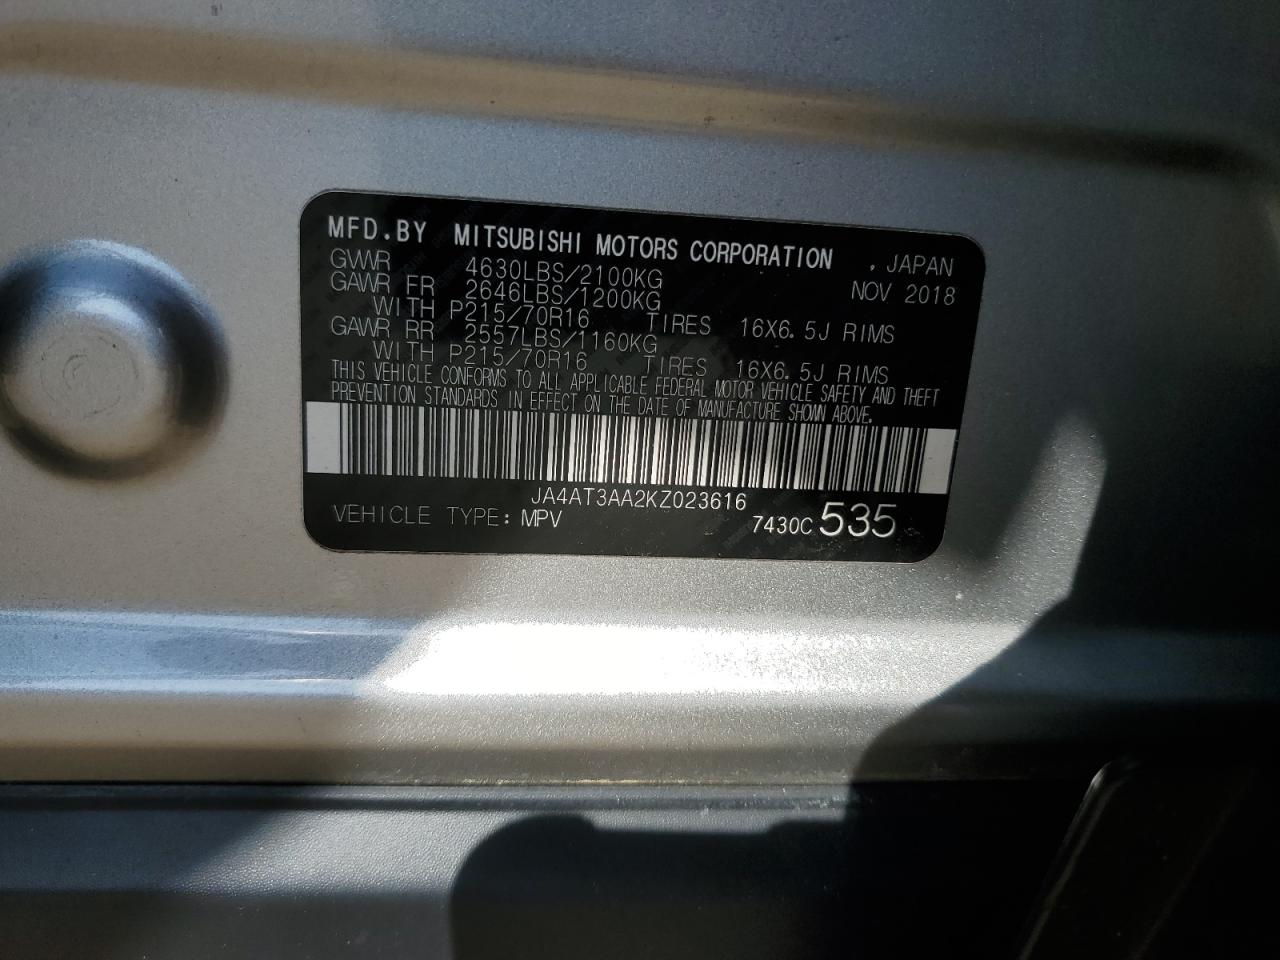 MFD.BY MITSUBISHI MOTORS CORPORATION , JAPAN
GVWR 4630LBS/2100KG NOV 2018
GAWR FR 2646LBS/1200KG
WITH P215/70R16 TIRES 16X6.5J RIMS
GAWR RR 2557LBS/1160KG
WITH P215/70R16 TIRES 16X6.5J RIMS
THIS VEHICLE CONFORMS TO ALL APPLICABLE FEDERAL MOTOR VEHICLE SAFETY AND THEFT
PREVENTION STANDARDS IN EFFECT ON THE DATE OF MANUFACTURE SHOWN ABOVE.
JA4AT3AA2KZ023616
VEHICLE TYPE: MPV 7430C 535